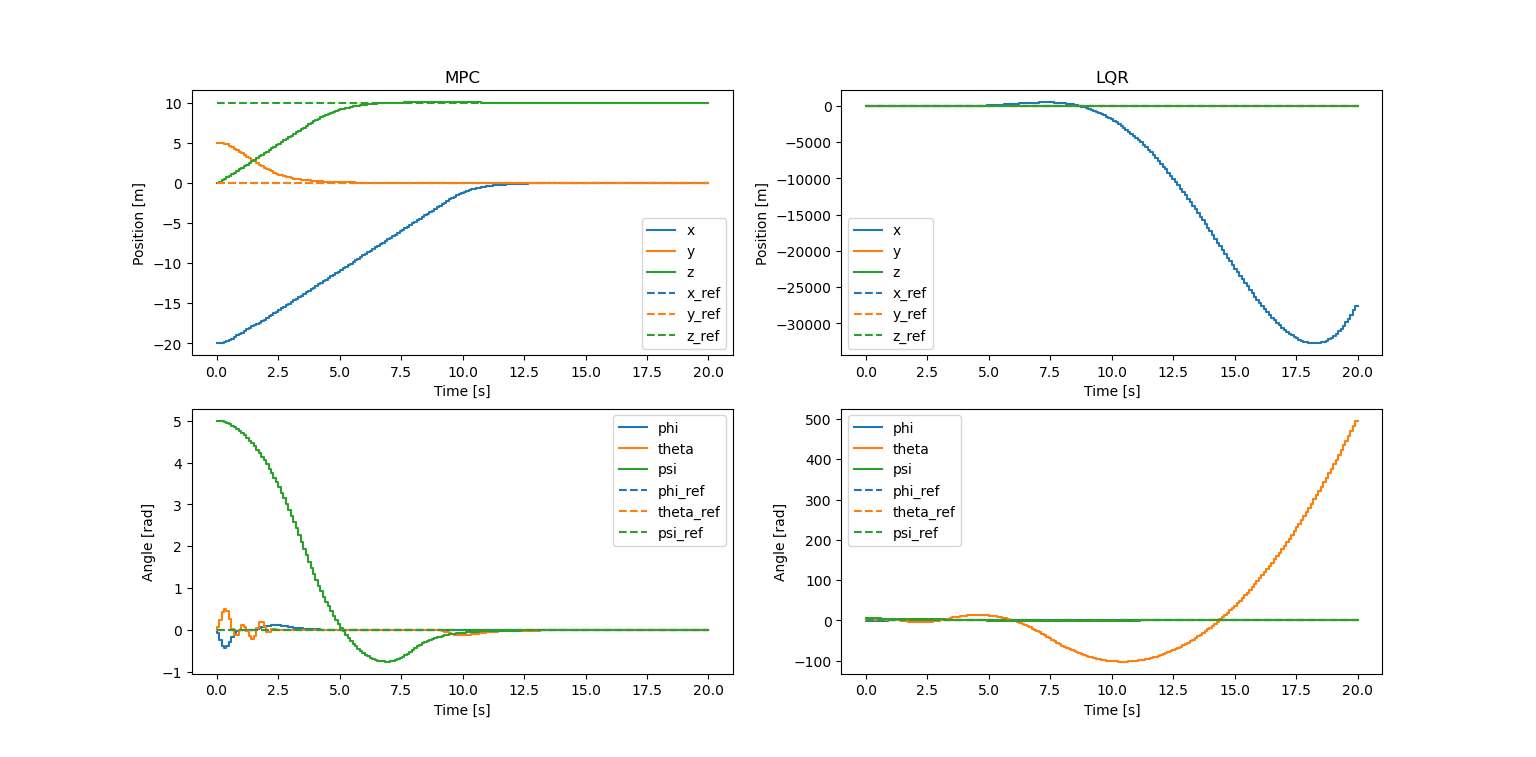 MPC
10
5
0
−5
−10
−15
−20
Position [m]
x
y
z
x_ref
y_ref
z_ref
0.0 2.5 5.0 7.5 10.0 12.5 15.0 17.5 20.0
Time [s]
LQR
0
−5000
−10000
−15000
−20000
−25000
−30000
Position [m]
x
y
z
x_ref
y_ref
z_ref
0.0 2.5 5.0 7.5 10.0 12.5 15.0 17.5 20.0
Time [s]
5
4
3
2
1
0
−1
Angle [rad]
phi
theta
psi
phi_ref
theta_ref
psi_ref
0.0 2.5 5.0 7.5 10.0 12.5 15.0 17.5 20.0
Time [s]
500
400
300
200
100
0
−100
Angle [rad]
phi
theta
psi
phi_ref
theta_ref
psi_ref
0.0 2.5 5.0 7.5 10.0 12.5 15.0 17.5 20.0
Time [s]